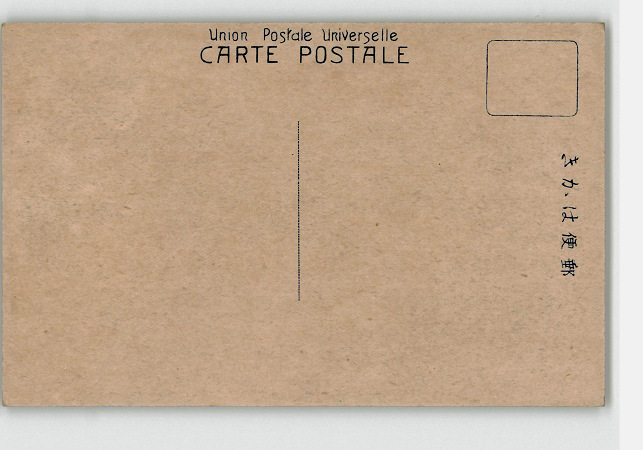 Union Postale Universelle
CARTE POSTALE
郵便はかき